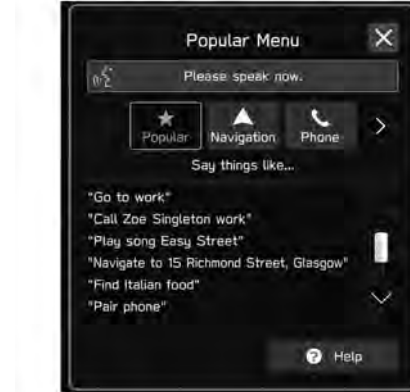 Popular Menu
Please speak now.
Popular
Navigation
Phone
Say things like...
"Go to work"
"Call Zoe Singleton work"
"Play song Easy Street"
"Navigate to 15 Richmond Street, Glasgow"
"Find Italian food"
"Pair phone"
Help